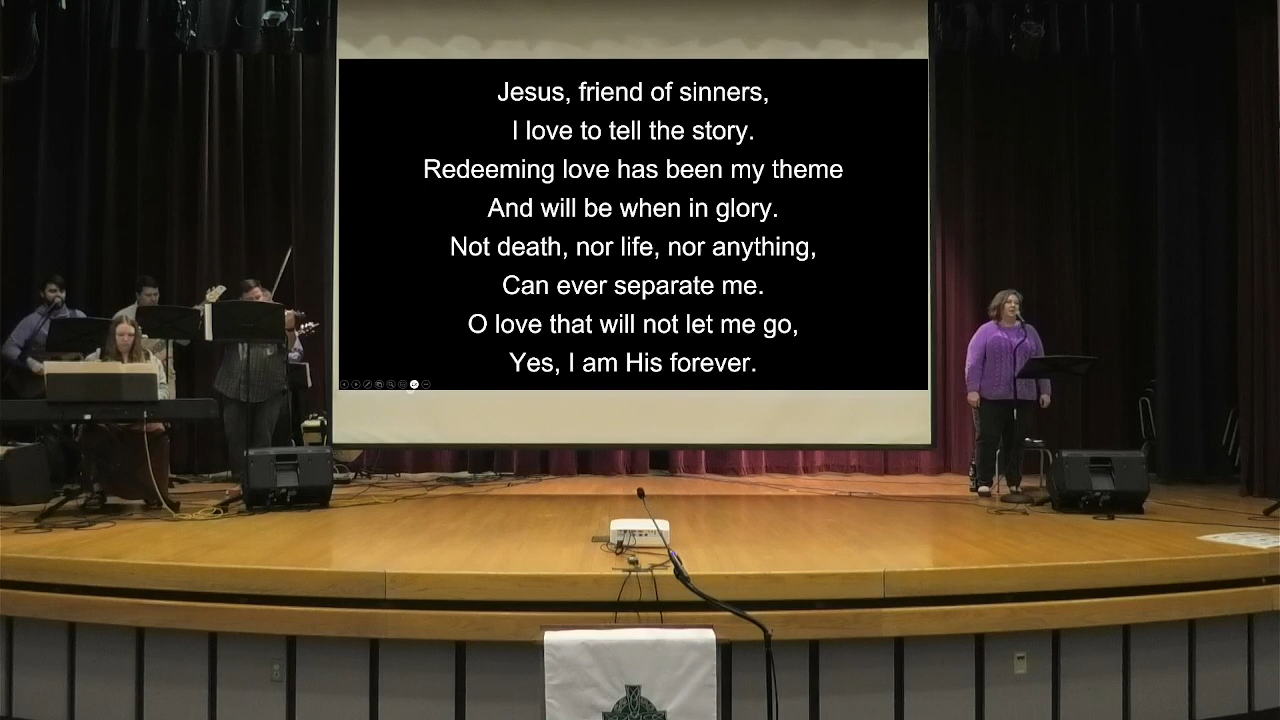 Jesus, friend of sinners,
I love to tell the story.
Redeeming love has been my theme
And will be when in glory.
Not death, nor life, nor anything,
Can ever separate me.
O love that will not let me go,
Yes, I am His forever.